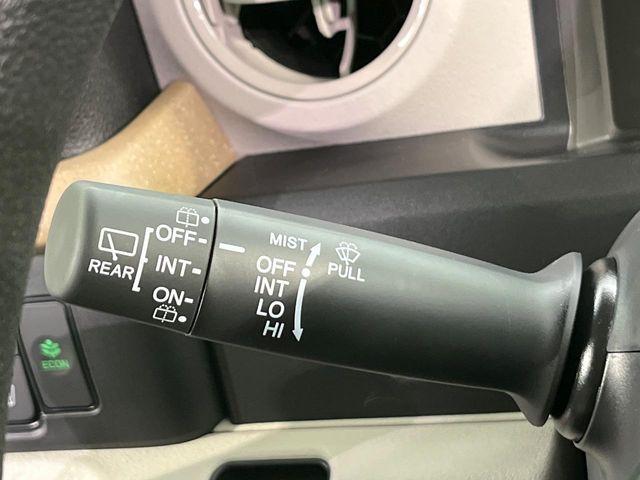 REAR
OFF
INT
ON
MIST
OFF
INT
LO
HI
PULL
ECON